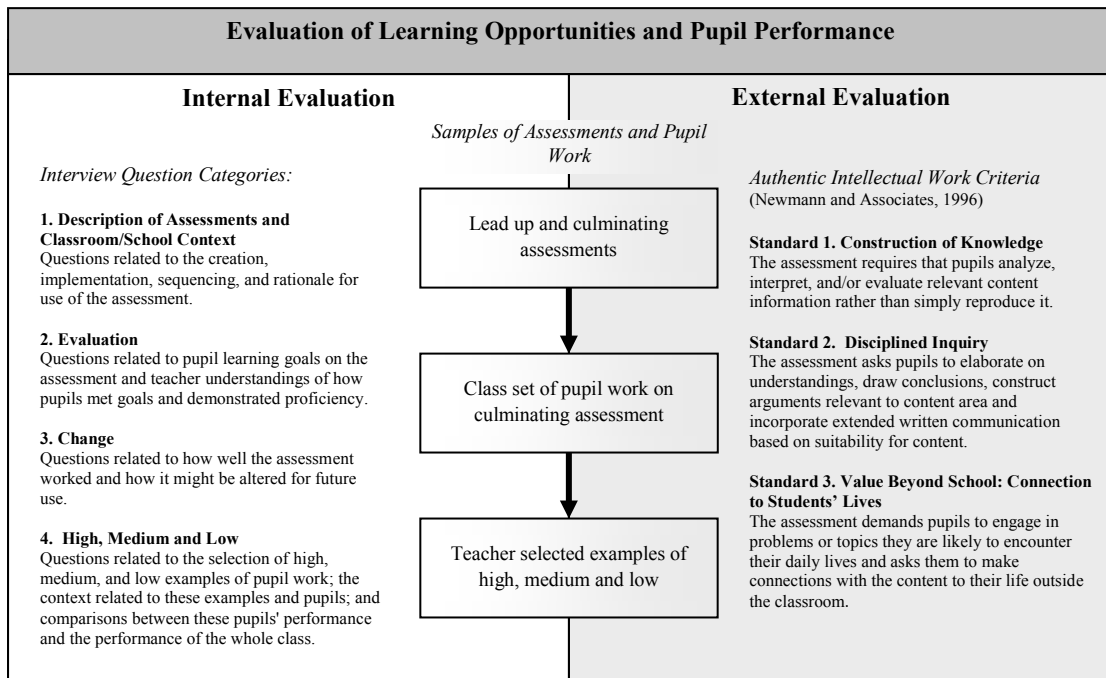 Evaluation of Learning Opportunities and Pupil Performance
Internal Evaluation
Interview Question Categories:
1. Description of Assessments and
Classroom/School Context
Questions related to the creation,
implementation, sequencing, and rationale for
use of the assessment.
2. Evaluation
Questions related to pupil learning goals on the
assessment and teacher understandings of how
pupils met goals and demonstrated proficiency.
3. Change
Questions related to how well the assessment
worked and how it might be altered for future
use.
4. High, Medium and Low
Questions related to the selection of high,
medium, and low examples of pupil work; the
context related to these examples and pupils; and
comparisons between these pupils' performance
and the performance of the whole class.
Samples of Assessments and Pupil
Work
Lead up and culminating
assessments
Class set of pupil work on
culminating assessment
Teacher selected examples of
high, medium and low
External Evaluation
Authentic Intellectual Work Criteria
(Newmann and Associates, 1996)
Standard 1. Construction of Knowledge
The assessment requires that pupils analyze,
interpret, and/or evaluate relevant content
information rather than simply reproduce it.
Standard 2. Disciplined Inquiry
The assessment asks pupils to elaborate on
understandings, draw conclusions, construct
arguments relevant to content area and
incorporate extended written communication
based on suitability for content.
Standard 3. Value Beyond School: Connection
to Students' Lives
The assessment demands pupils to engage in
problems or topics they are likely to encounter
their daily lives and asks them to make
connections with the content to their life outside
the classroom.